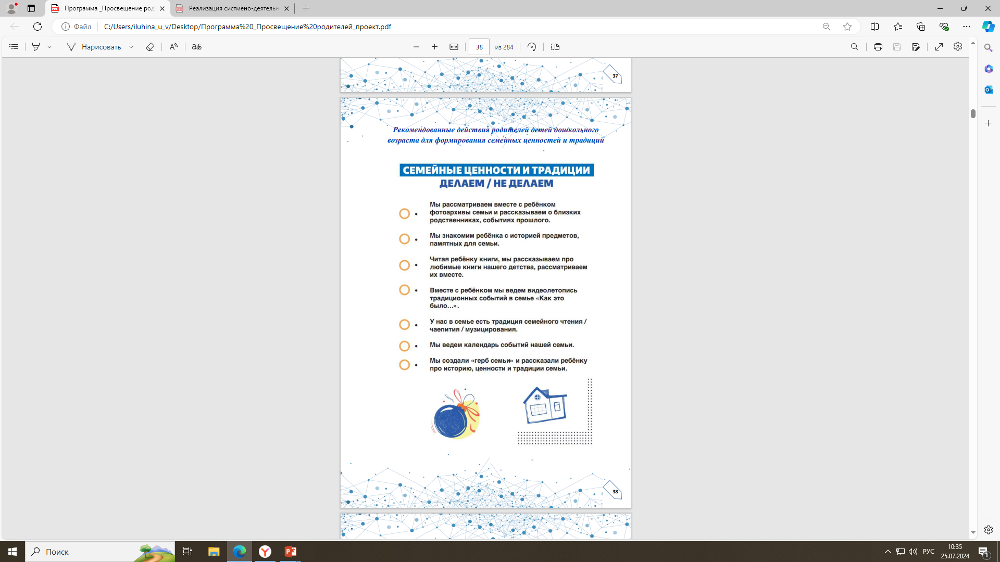 Программа _Просвещение род
Реализация систмено-деятельн
Файл
C:/Users/iluhina_u_v/Desktop/Программа%20_Просвещение%20родителей_проект.pdf
Нарисовать
аあ
38
из 284
37
Рекомендованные действия родителей детей дошкольного
возраста для формирования семейных ценностей и традиций
СЕМЕЙНЫЕ ЦЕННОСТИ И ТРАДИЦИИ
ДЕЛАЕМ / НЕ ДЕЛАЕМ
• Мы рассматриваем вместе с ребёнком
фотоархивы семьи и рассказываем о близких
родственниках, событиях прошлого.
• Мы знакомим ребёнка с историей предметов,
памятных для семьи.
• Читая ребёнку книги, мы рассказываем про
любимые книги нашего детства, рассматриваем
их вместе.
• Вместе с ребёнком мы ведем видеолетопись
традиционных событий в семье «Как это
было...».
• У нас в семье есть традиция семейного чтения /
чаепития / музицирования.
• Мы ведем календарь событий нашей семьи.
• Мы создали «герб семьи» и рассказали ребёнку
про историю, ценности и традиции семьи.
38
Поиск
РУС
10:35
25.07.2024
1